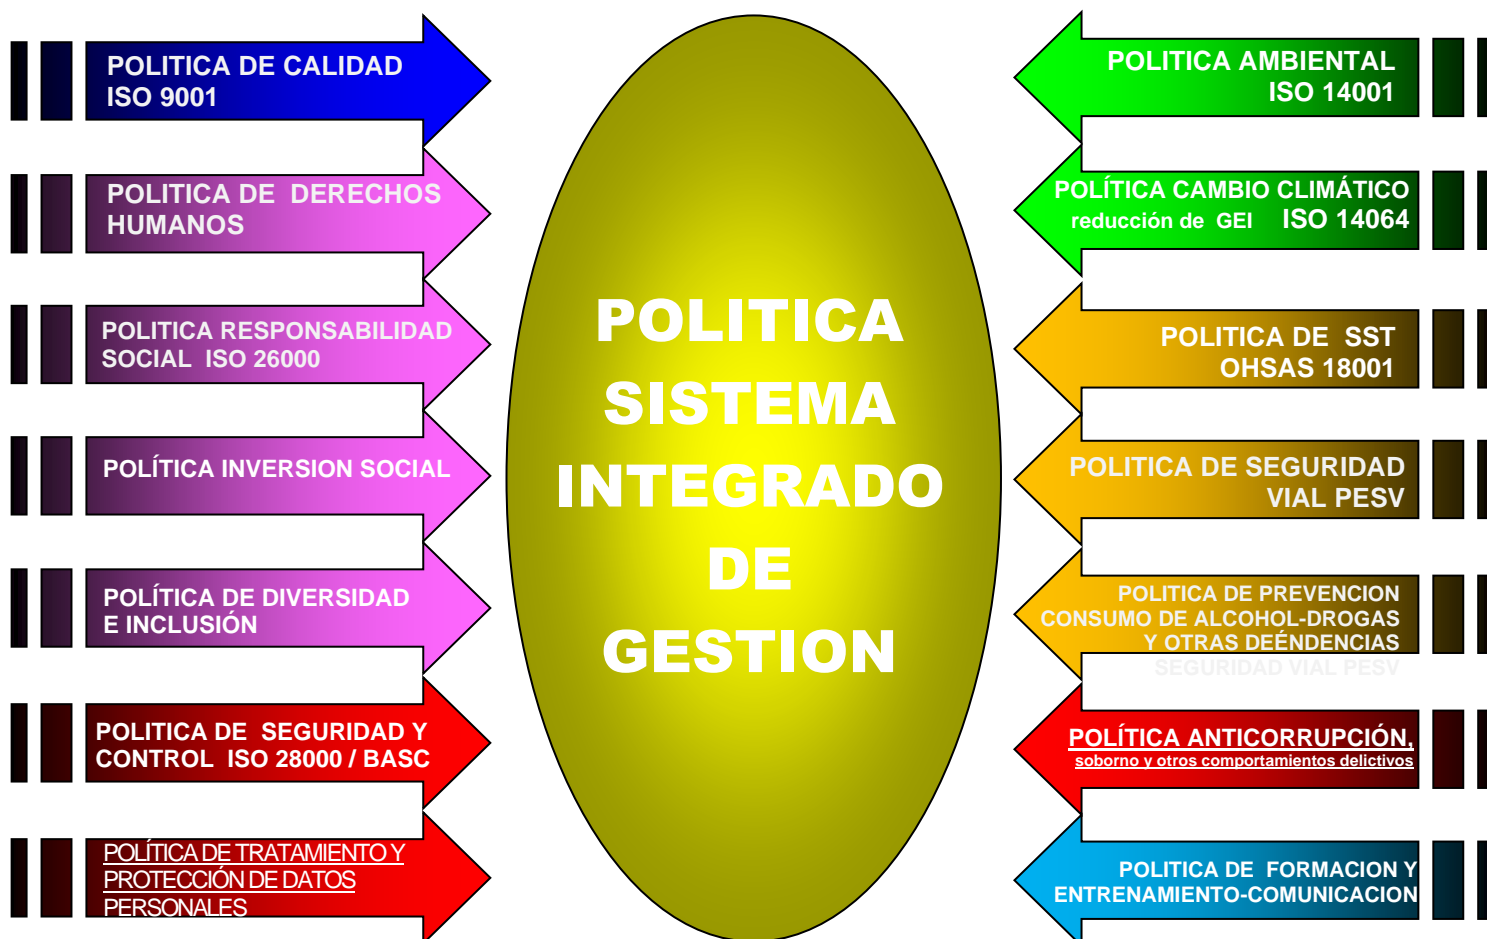 POLITICA DE CALIDAD
ISO 9001
POLITICA DE DERECHOS
HUMANOS
POLITICA RESPONSABILIDAD
SOCIAL ISO 26000
POLÍTICA INVERSION SOCIAL
POLÍTICA DE DIVERSIDAD
E INCLUSIÓN
POLITICA DE SEGURIDAD Y
CONTROL ISO 28000 / BASC
POLÍTICA DE TRATAMIENTO Y
PROTECCIÓN DE DATOS
PERSONALES
POLITICA
SISTEMA
INTEGRADO
DE
GESTION
POLITICA AMBIENTAL
ISO 14001
POLÍTICA CAMBIO CLIMÁTICO
reducción de GEI ISO 14064
POLITICA DE SST
OHSAS 18001
POLITICA DE SEGURIDAD
VIAL PESV
POLITICA DE PREVENCION
CONSUMO DE ALCOHOL-DROGAS
Y OTRAS DEÉNDENCIAS
SEGURIDAD VIAL PESV
POLÍTICA ANTICORRUPCIÓN,
soborno y otros comportamientos delictivos
POLITICA DE FORMACION Y
ENTRENAMIENTO-COMUNICACION